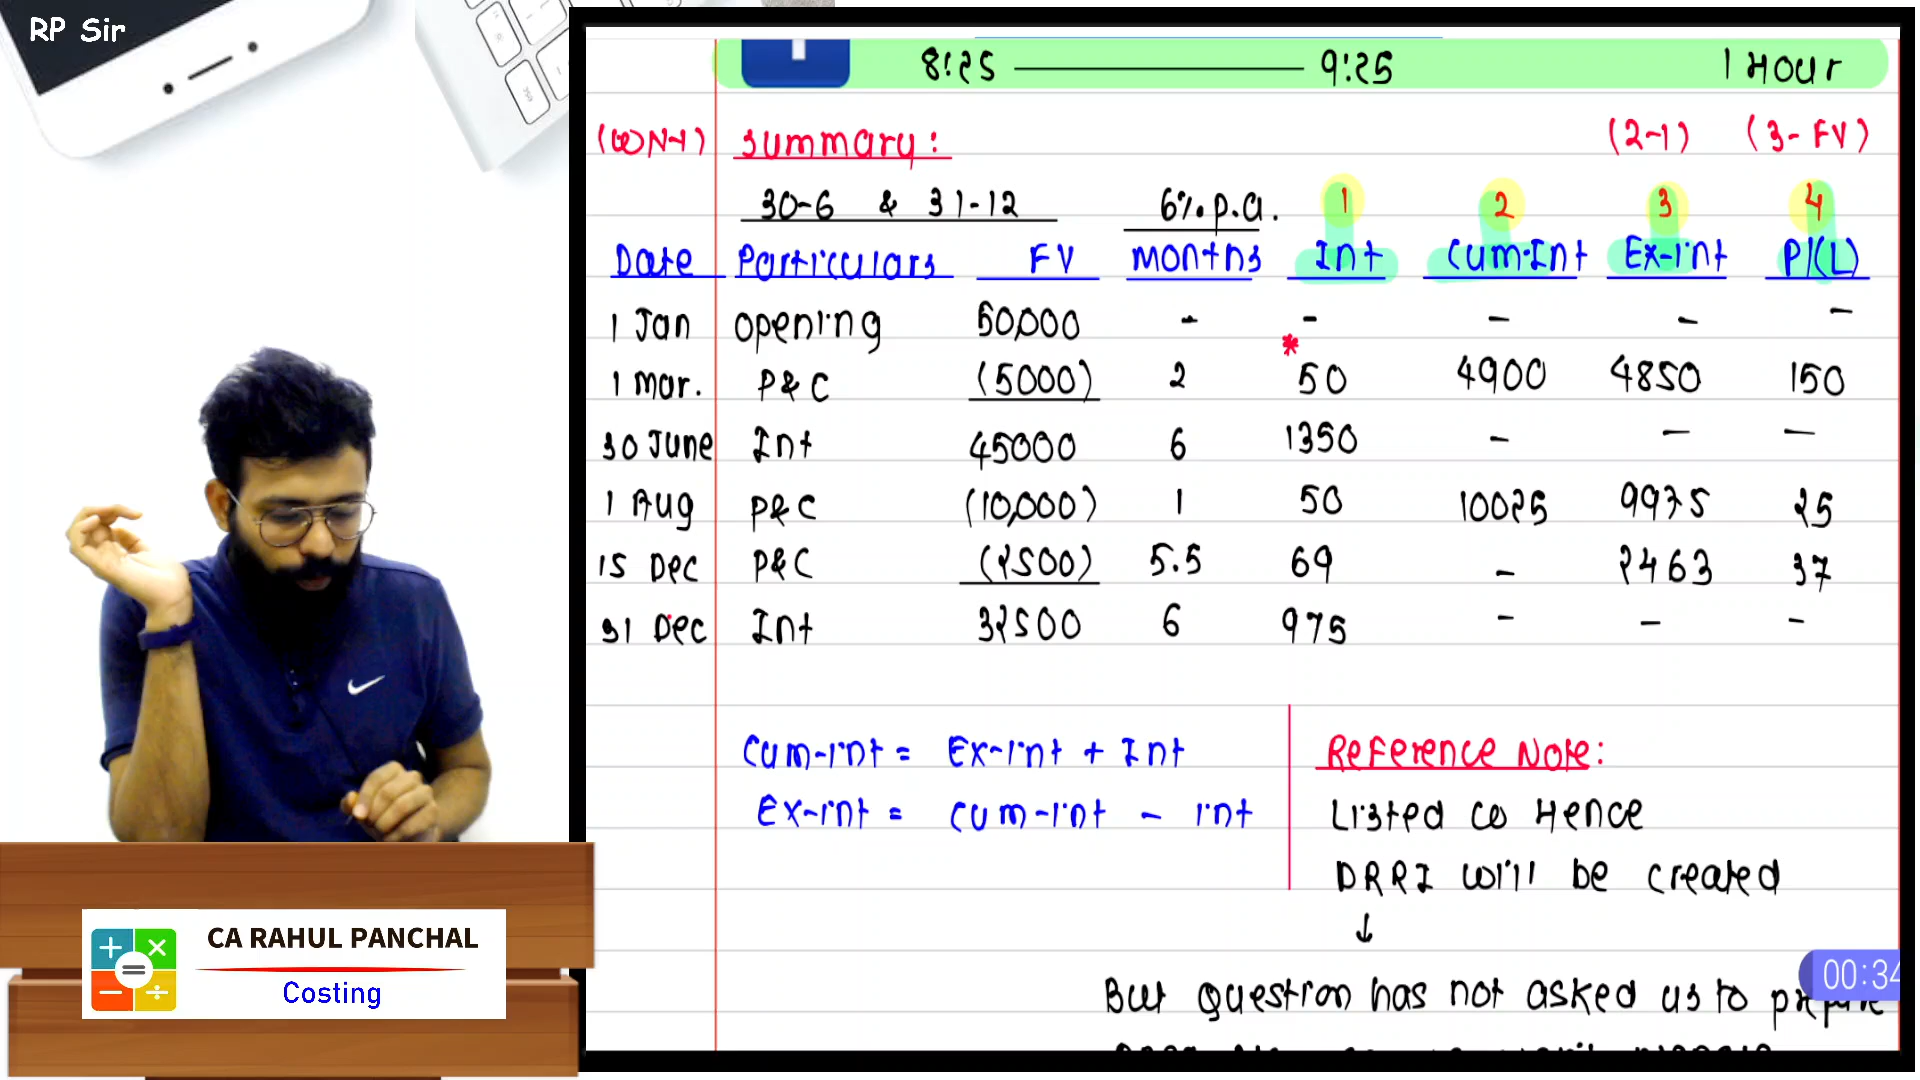 RP Sir
8:25 — 9:25 1 Hour
(WN-1) Summary: (2-1) (3-FV)
30-6 & 31-12 6% p.a. 1 2 3 4
Date Particulars FV months Int Cum-Int Ex-int P/(L)
1 Jan opening 50,000 - - - - -
1 mar. P&C (5000) 2 * 50 4900 4850 150
30 June Int 45000 6 1350 - - -
1 Aug P&C (10,000) 1 50 10025 9975 25
15 Dec P&C (2500) 5.5 69 - 2463 37
31 Dec Int 32500 6 975 - - -
Cum-int = Ex-int + Int
Ex-int = cum-int - int
Reference Note:
Listed co Hence
DRRI will be created
↓
But Question has not asked us to
00:34
CA RAHUL PANCHAL
Costing